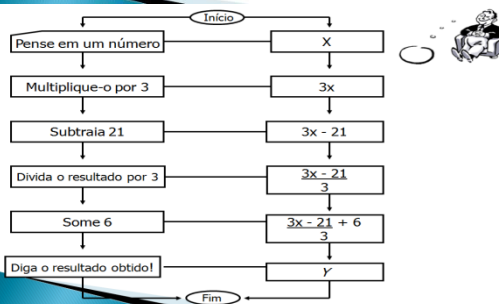 Início
Pense em um número
X
Multiplique-o por 3
3x
Subtraia 21
3x - 21
Divida o resultado por 3
3x - 21
3
Some 6
3x - 21 + 6
3
Diga o resultado obtido!
Y
Fim